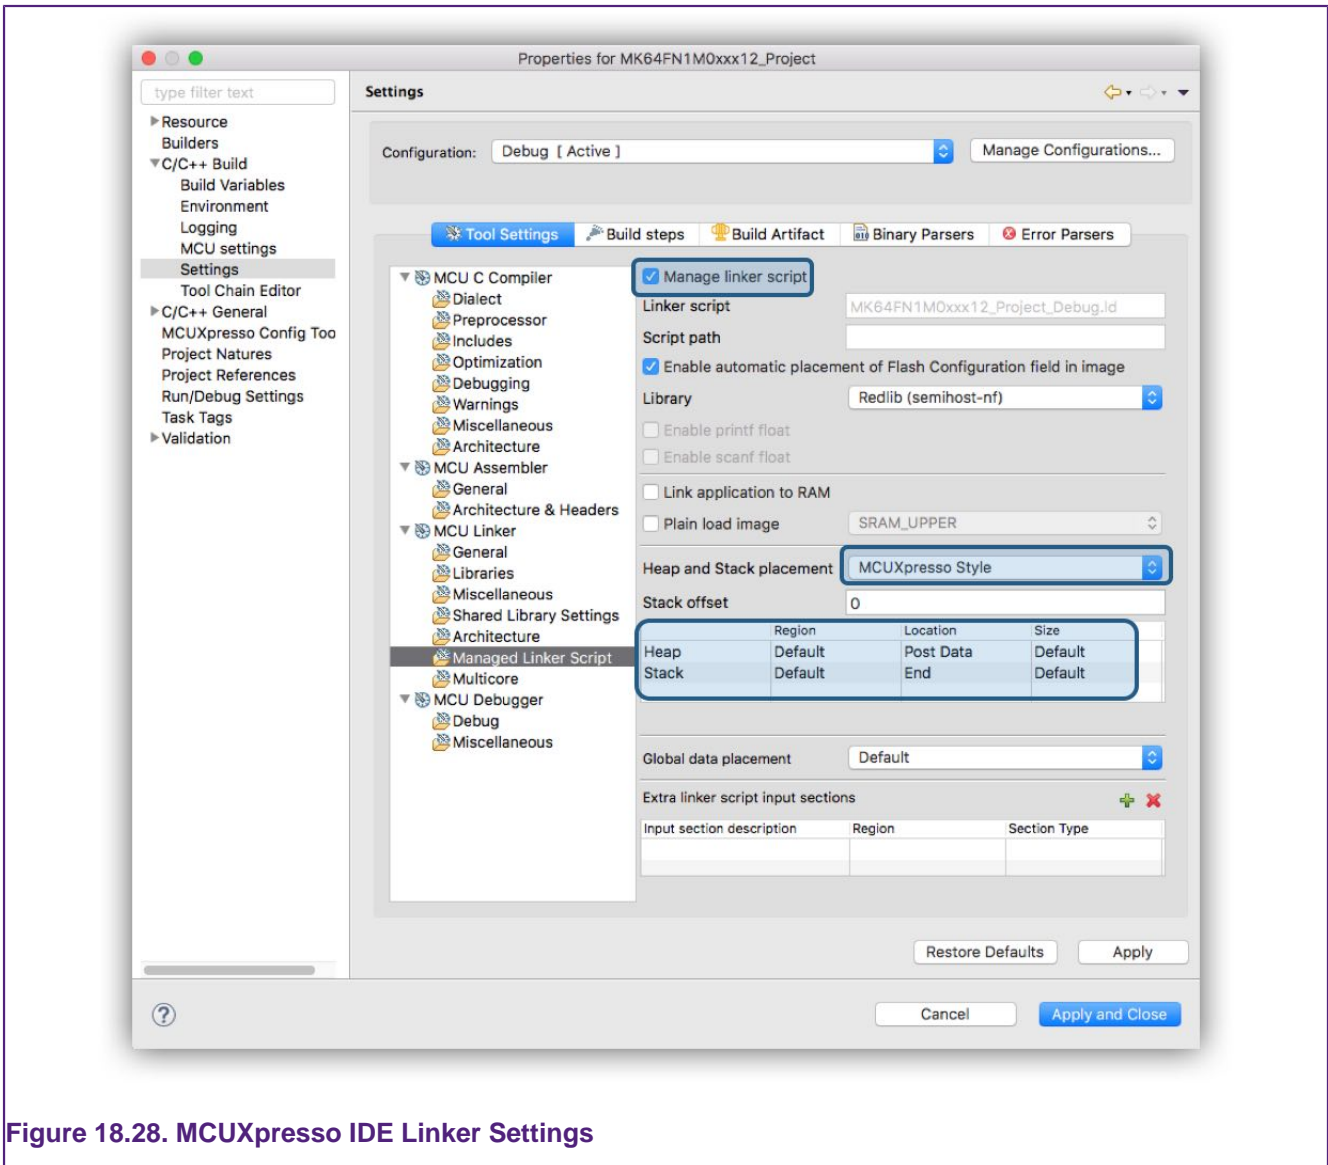 Properties for MK64FN1M0xxx12_Project
type filter text
Resource
Builders
C/C++ Build
Build Variables
Environment
Logging
MCU settings
Settings
Tool Chain Editor
C/C++ General
MCUXpresso Config Too
Project Natures
Project References
Run/Debug Settings
Task Tags
Validation
Settings
Configuration: Debug [ Active ] Manage Configurations...
Tool Settings Build steps Build Artifact Binary Parsers Error Parsers
MCU C Compiler
Dialect
Preprocessor
Includes
Optimization
Debugging
Warnings
Miscellaneous
Architecture
MCU Assembler
General
Architecture & Headers
MCU Linker
General
Libraries
Miscellaneous
Shared Library Settings
Architecture
Managed Linker Script
Multicore
MCU Debugger
Debug
Miscellaneous
Manage linker script
Linker script MK64FN1M0xxx12_Project_Debug.ld
Script path
Enable automatic placement of Flash Configuration field in image
Library Redlib (semihost-nf)
Enable printf float
Enable scanf float
Link application to RAM
Plain load image SRAM_UPPER
Heap and Stack placement MCUXpresso Style
Stack offset 0
Region Location Size
Heap Default Post Data Default
Stack Default End Default
Global data placement Default
Extra linker script input sections
Input section description Region Section Type
Restore Defaults Apply
? Cancel Apply and Close
Figure 18.28. MCUXpresso IDE Linker Settings